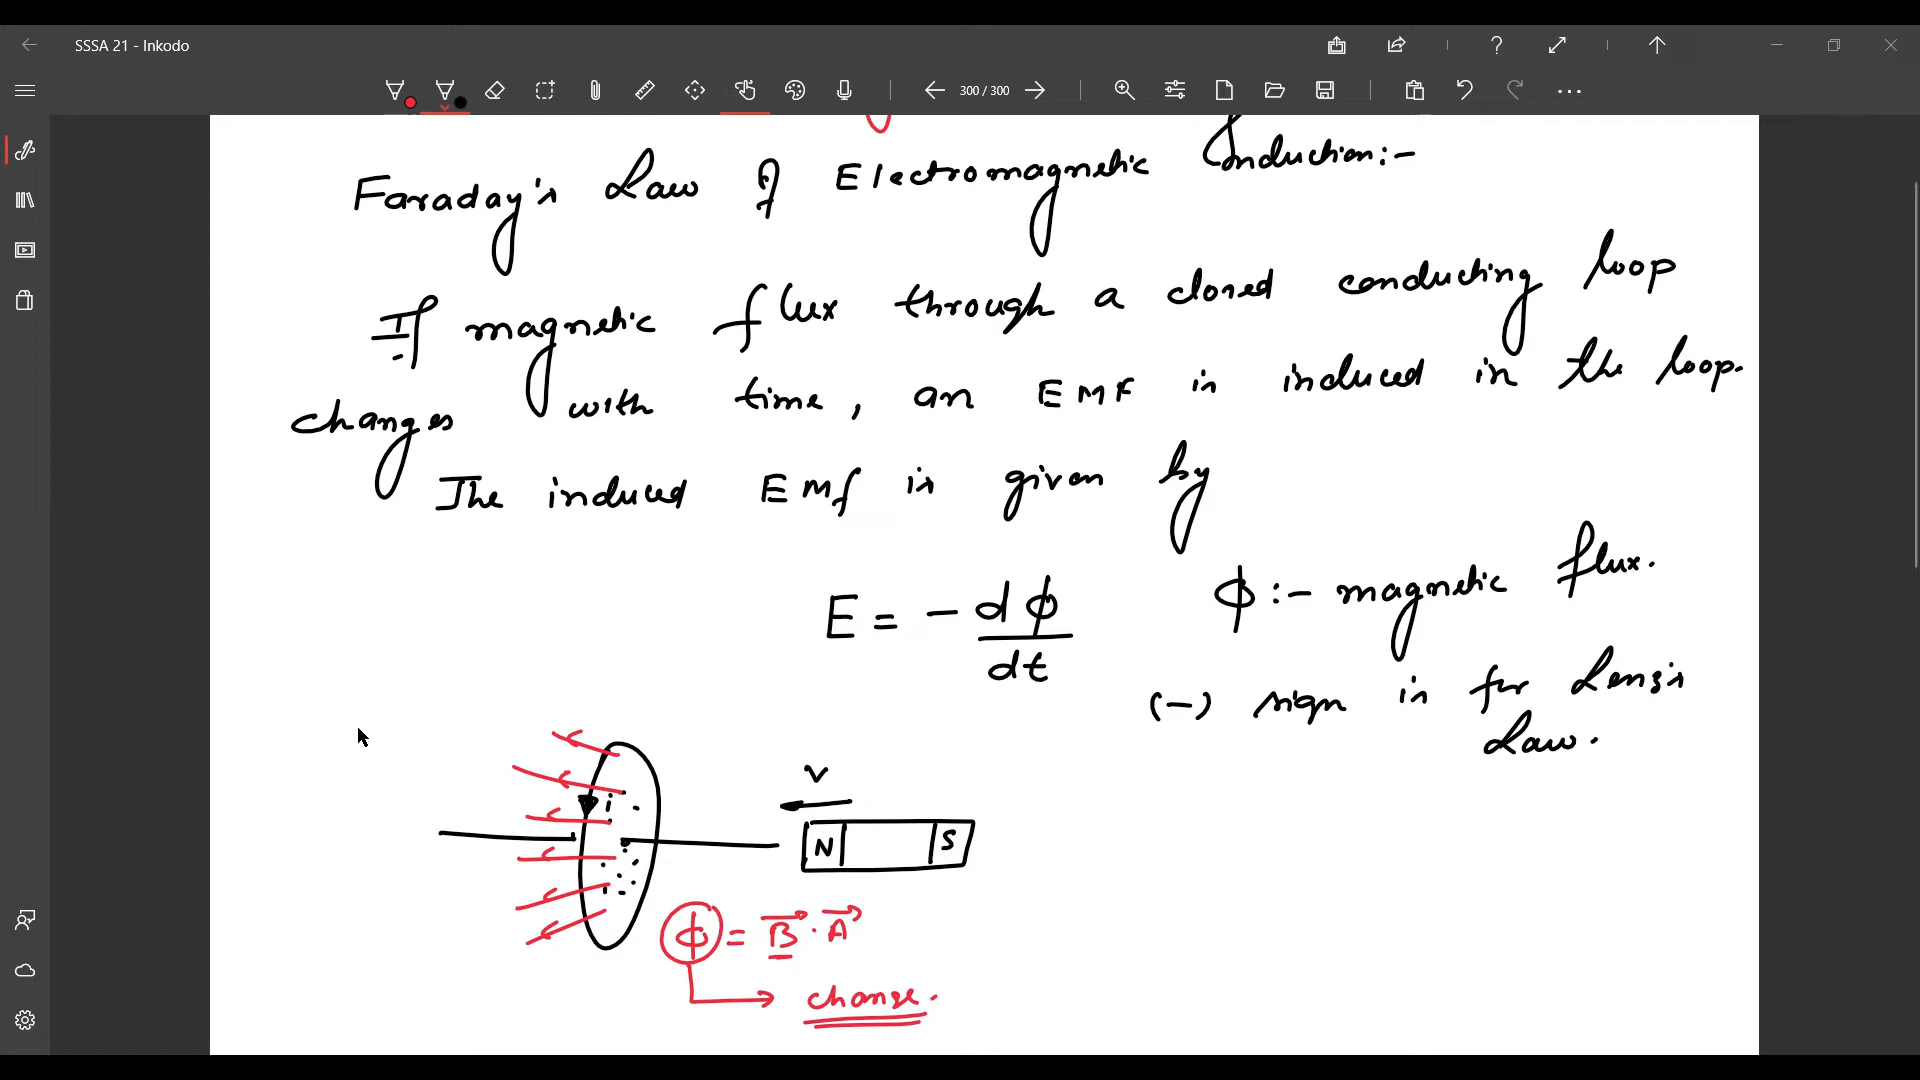 SSSA 21 - Inkodo
300 / 300
Faraday's Law of Electromagnetic Induction:-
If magnetic flux through a closed conducting loop
changes with time, an EMF is induced in the loop.
The induced EMf is given by
E = - dϕ/dt
ϕ :- magnetic flux.
(-) sign is for Lenz's
Law.
V
N S
ϕ = B⃗ · A⃗
change.